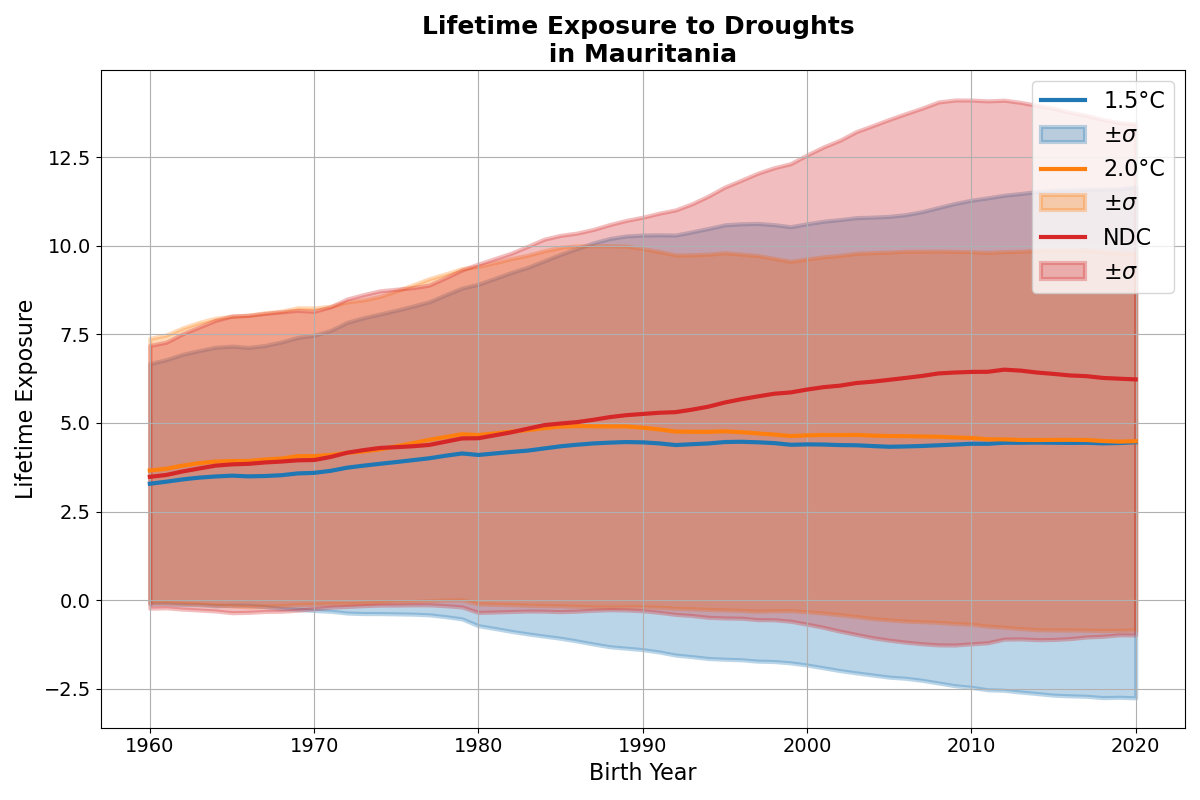 Lifetime Exposure to Droughts
in Mauritania
1.5°C
±σ
2.0°C
±σ
NDC
±σ
Lifetime Exposure
12.5
10.0
7.5
5.0
2.5
0.0
−2.5
1960 1970 1980 1990 2000 2010 2020
Birth Year